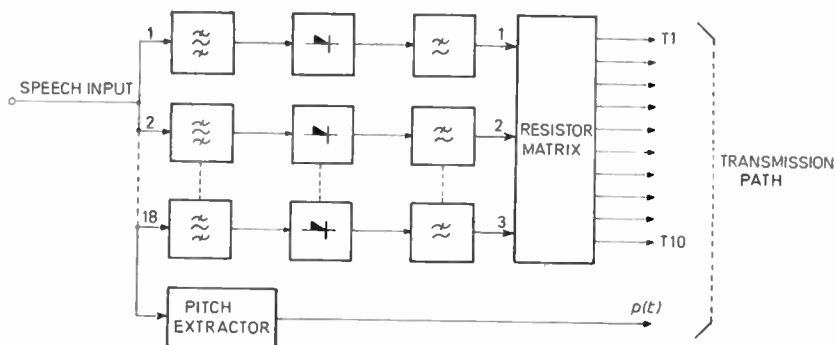 SPEECH INPUT
1
1
T1
2
2
RESISTOR
MATRIX
TRANSMISSION
PATH
18
3
T10
PITCH
EXTRACTOR
p(t)